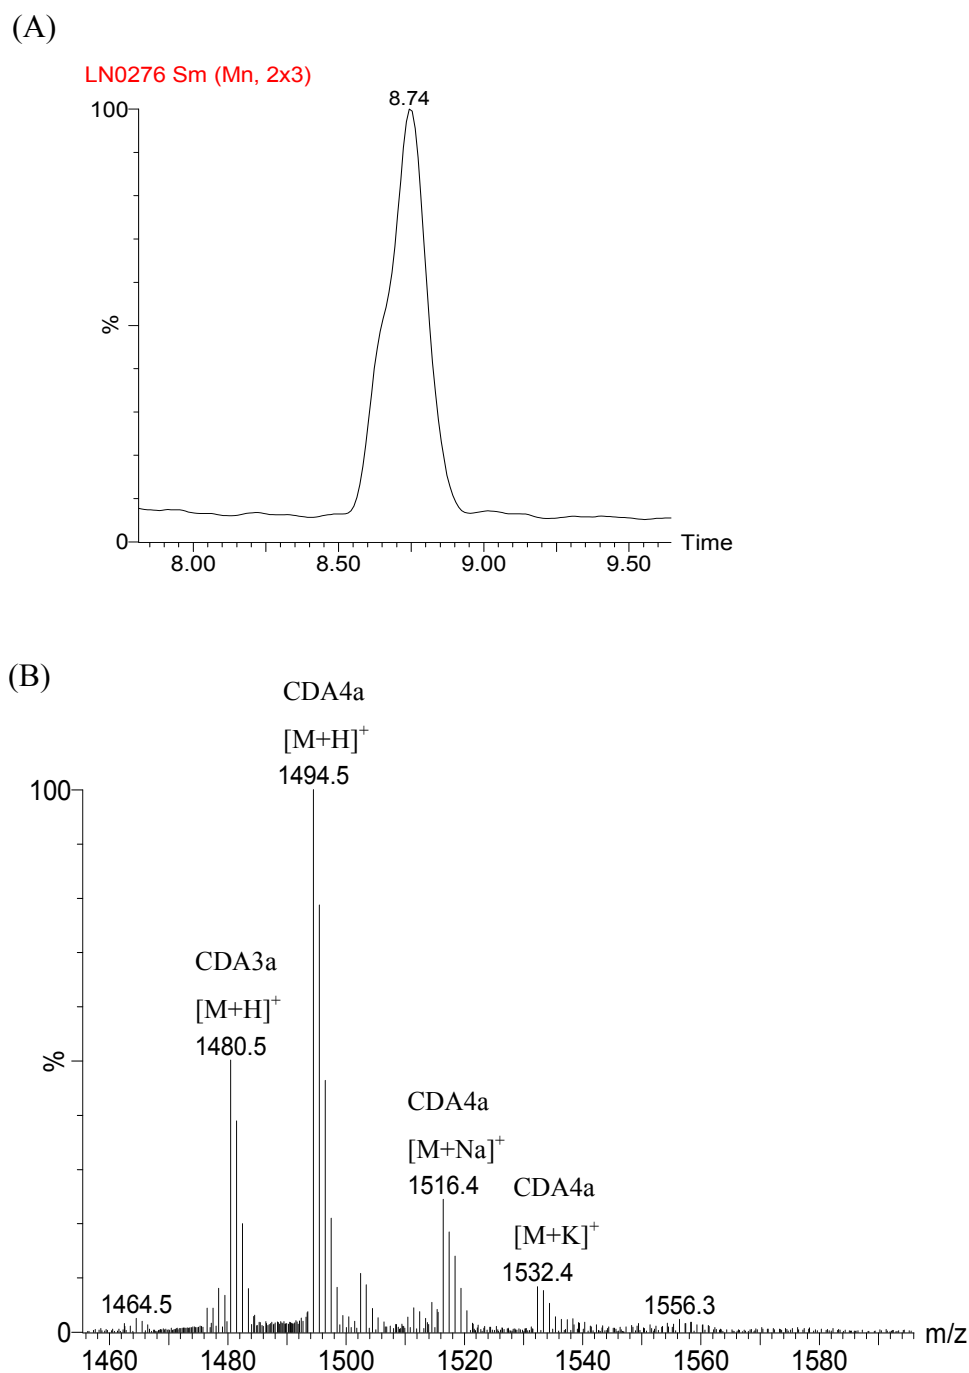 (A)
LN0276 Sm (Mn, 2x3)
8.74
100
%
0
8.00 8.50 9.00 9.50 Time
(B)
CDA4a
[M+H]⁺
1494.5
100
CDA3a
[M+H]⁺
1480.5
%
CDA4a
[M+Na]⁺
1516.4
CDA4a
[M+K]⁺
1532.4
1464.5
1556.3
0
1460 1480 1500 1520 1540 1560 1580 m/z